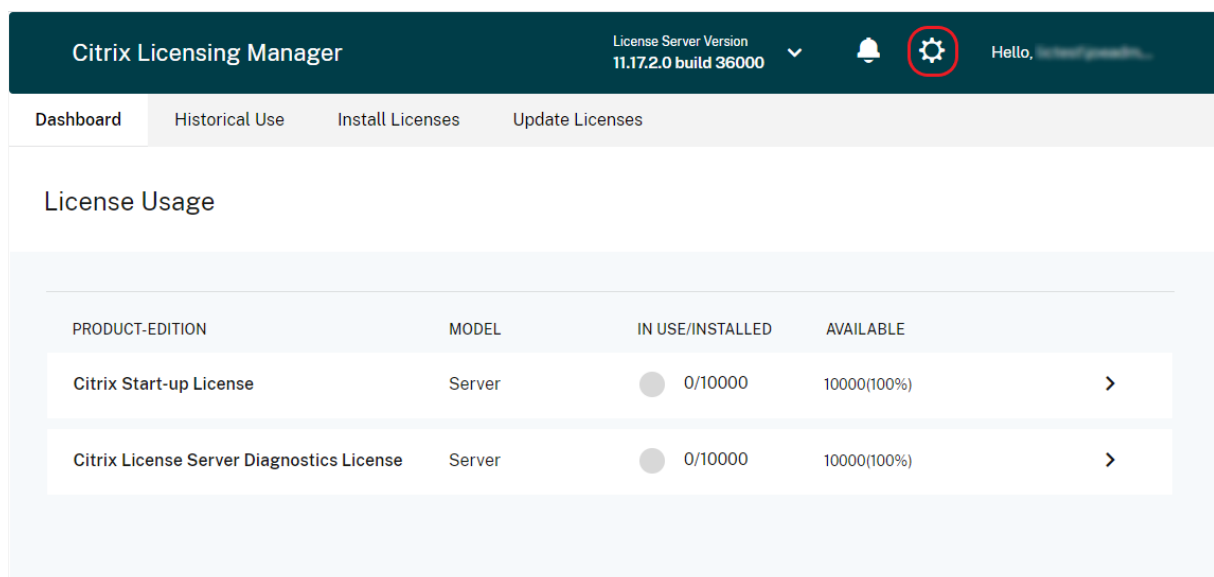 Citrix Licensing Manager
License Server Version
11.17.2.0 build 36000
Hello,
Dashboard Historical Use Install Licenses Update Licenses
License Usage
PRODUCT-EDITION MODEL IN USE/INSTALLED AVAILABLE
Citrix Start-up License Server 0/10000 10000(100%)
Citrix License Server Diagnostics License Server 0/10000 10000(100%)